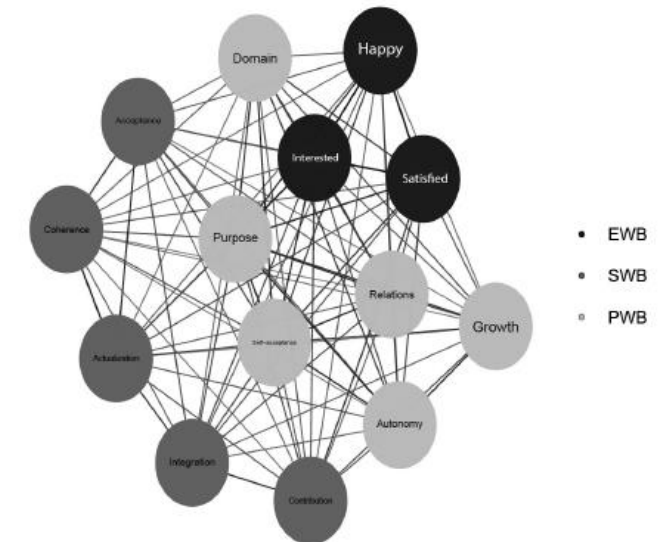 Happy
Domain
Acceptance
Interested
Satisfied
Coherence
Purpose
Relations
Growth
Self-acceptance
Actualization
Autonomy
Integration
Contribution
EWB
SWB
PWB